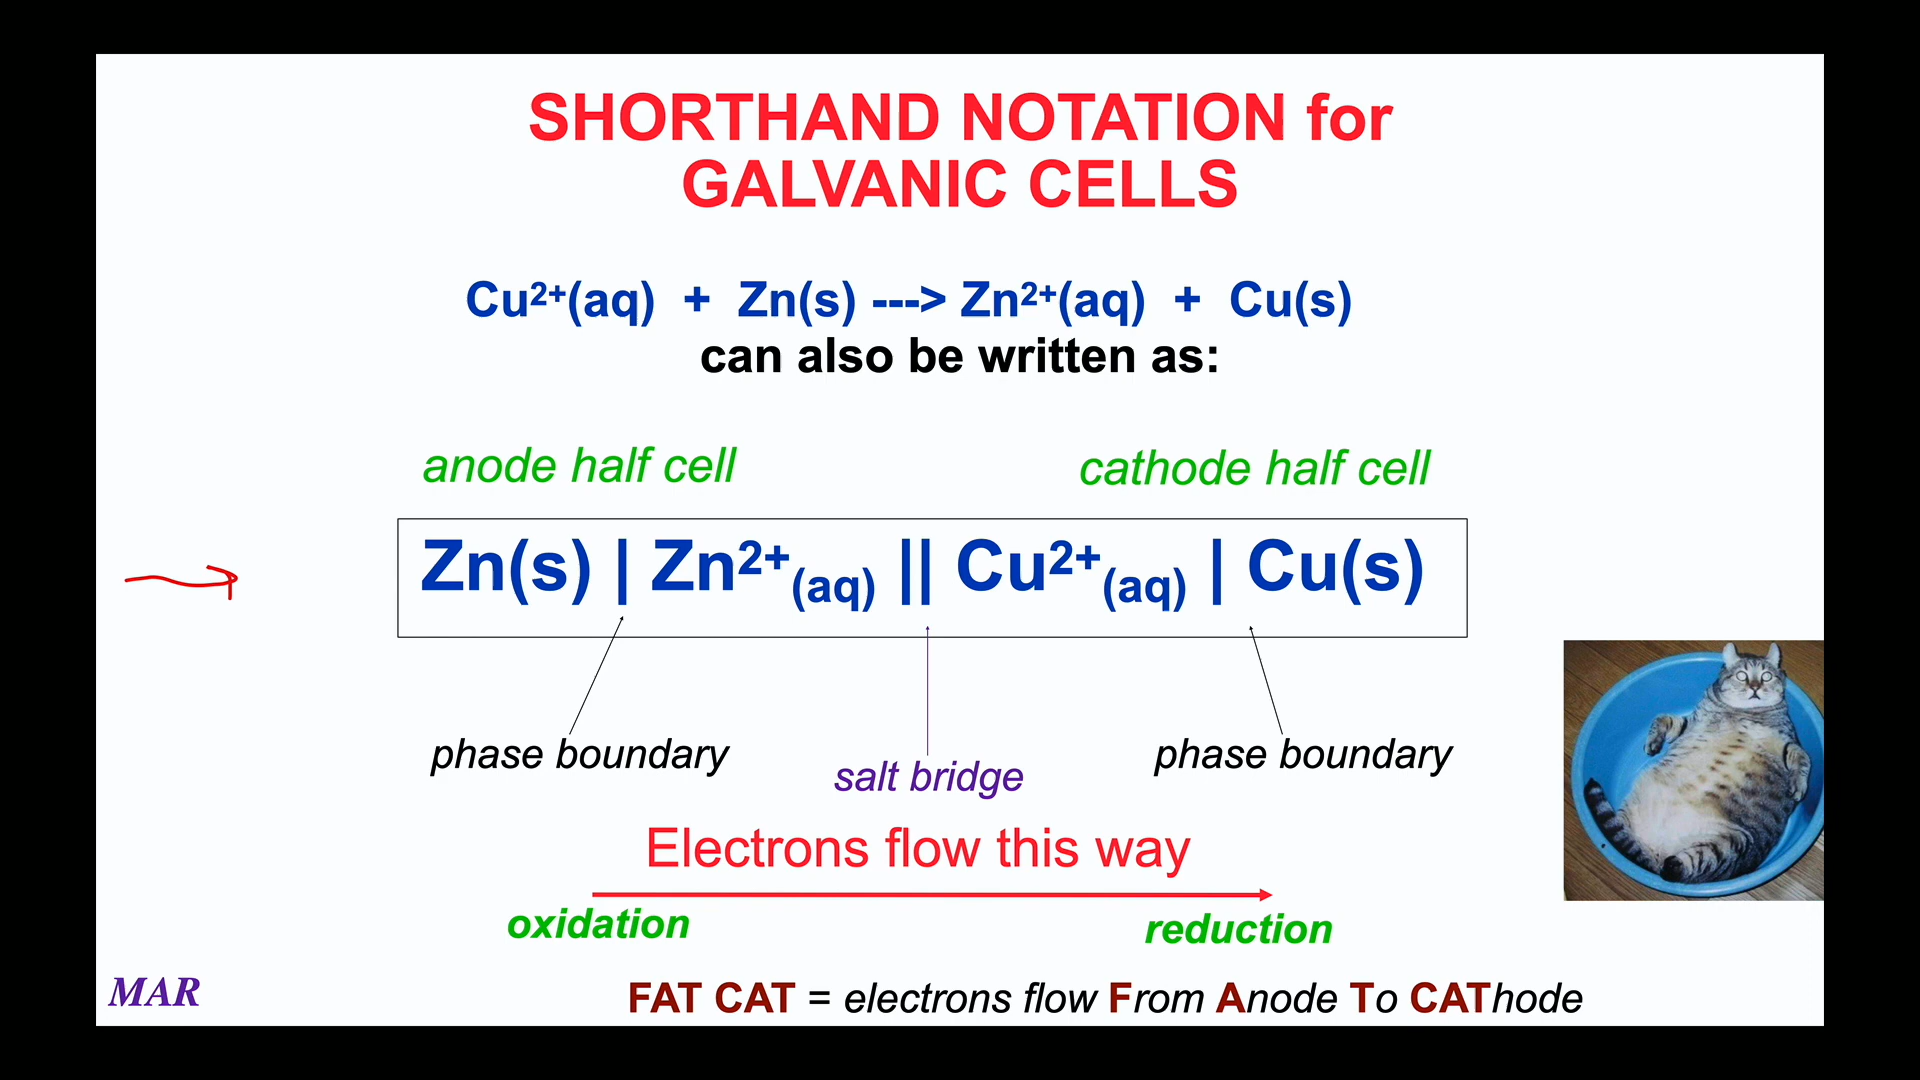 SHORTHAND NOTATION for
GALVANIC CELLS
Cu²⁺(aq) + Zn(s) ---> Zn²⁺(aq) + Cu(s)
can also be written as:
anode half cell cathode half cell
Zn(s) | Zn²⁺(aq) || Cu²⁺(aq) | Cu(s)
phase boundary salt bridge phase boundary
Electrons flow this way
oxidation reduction
MAR
FAT CAT = electrons flow From Anode To CAThode